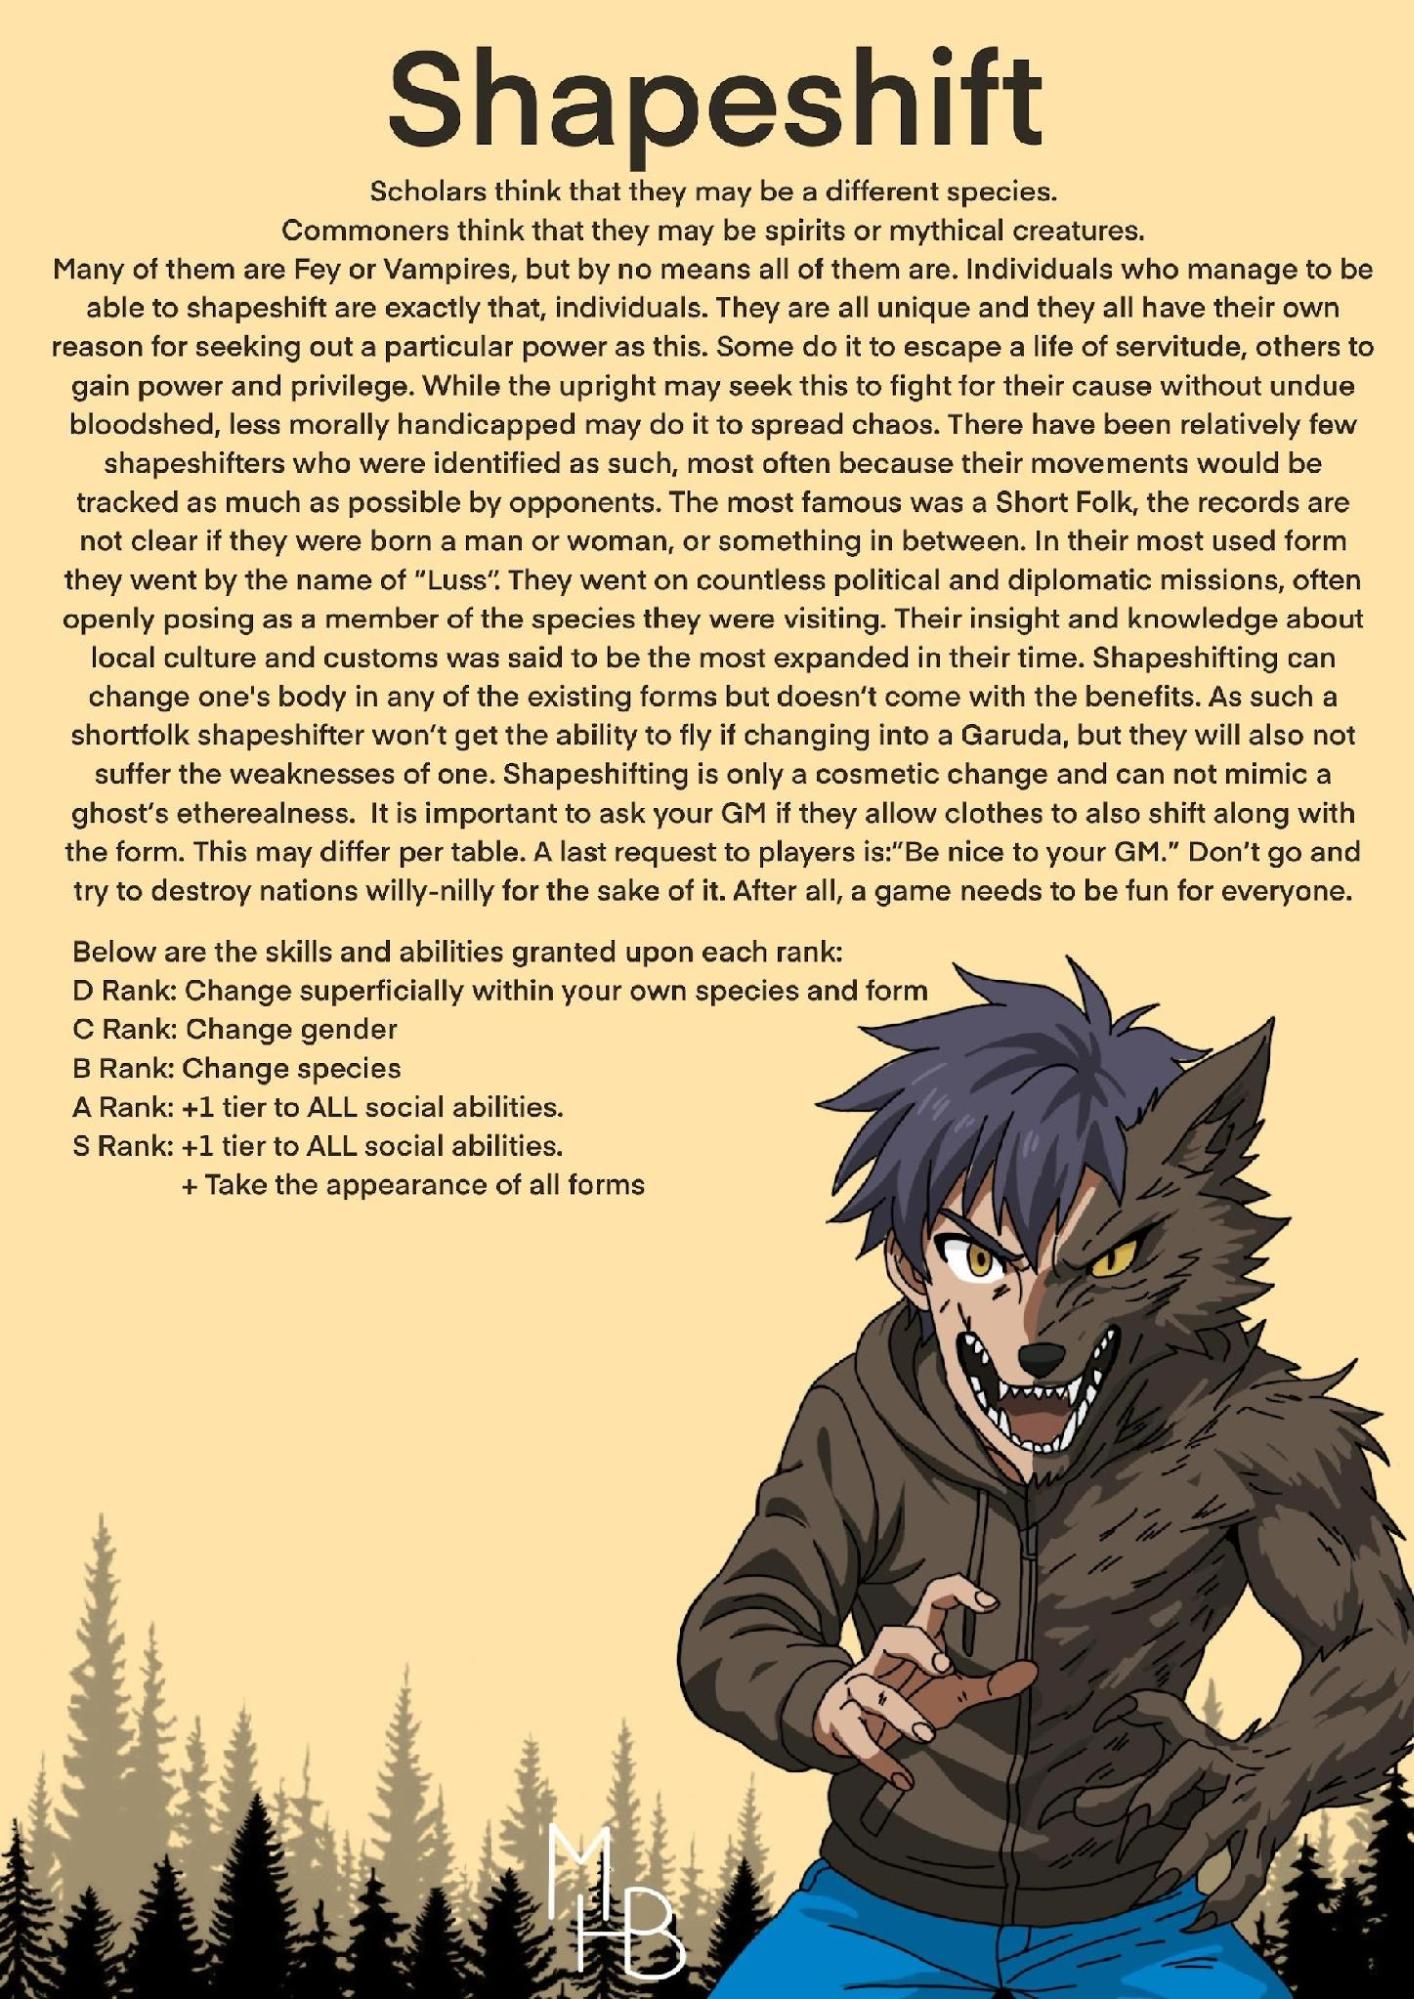 Shapeshift
Scholars think that they may be a different species.
Commoners think that they may be spirits or mythical creatures.
Many of them are Fey or Vampires, but by no means all of them are. Individuals who manage to be
able to shapeshift are exactly that, individuals. They are all unique and they all have their own
reason for seeking out a particular power as this. Some do it to escape a life of servitude, others to
gain power and privilege. While the upright may seek this to fight for their cause without undue
bloodshed, less morally handicapped may do it to spread chaos. There have been relatively few
shapeshifters who were identified as such, most often because their movements would be
tracked as much as possible by opponents. The most famous was a Short Folk, the records are
not clear if they were born a man or woman, or something in between. In their most used form
they went by the name of “Luss”. They went on countless political and diplomatic missions, often
openly posing as a member of the species they were visiting. Their insight and knowledge about
local culture and customs was said to be the most expanded in their time. Shapeshifting can
change one's body in any of the existing forms but doesn’t come with the benefits. As such a
shortfolk shapeshifter won’t get the ability to fly if changing into a Garuda, but they will also not
suffer the weaknesses of one. Shapeshifting is only a cosmetic change and can not mimic a
ghost’s etherealness.  It is important to ask your GM if they allow clothes to also shift along with
the form. This may differ per table. A last request to players is:”Be nice to your GM.” Don’t go and
try to destroy nations willy-nilly for the sake of it. After all, a game needs to be fun for everyone.
Below are the skills and abilities granted upon each rank:
D Rank: Change superficially within your own species and form
C Rank: Change gender
B Rank: Change species
A Rank: +1 tier to ALL social abilities.
S Rank: +1 tier to ALL social abilities.
+ Take the appearance of all forms
MHB